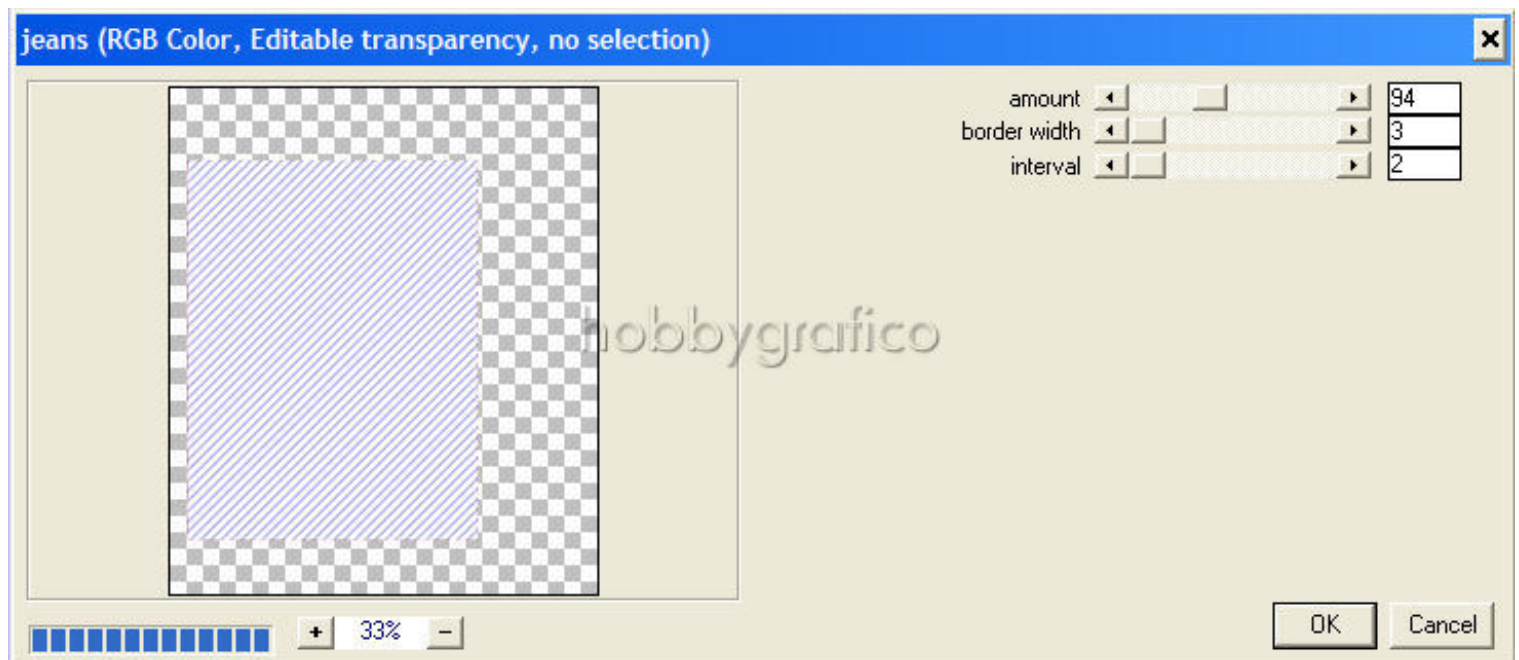 jeans (RGB Color, Editable transparency, no selection)
amount 94
border width 3
interval 2
hobbygrafico
+ 33% -
OK Cancel